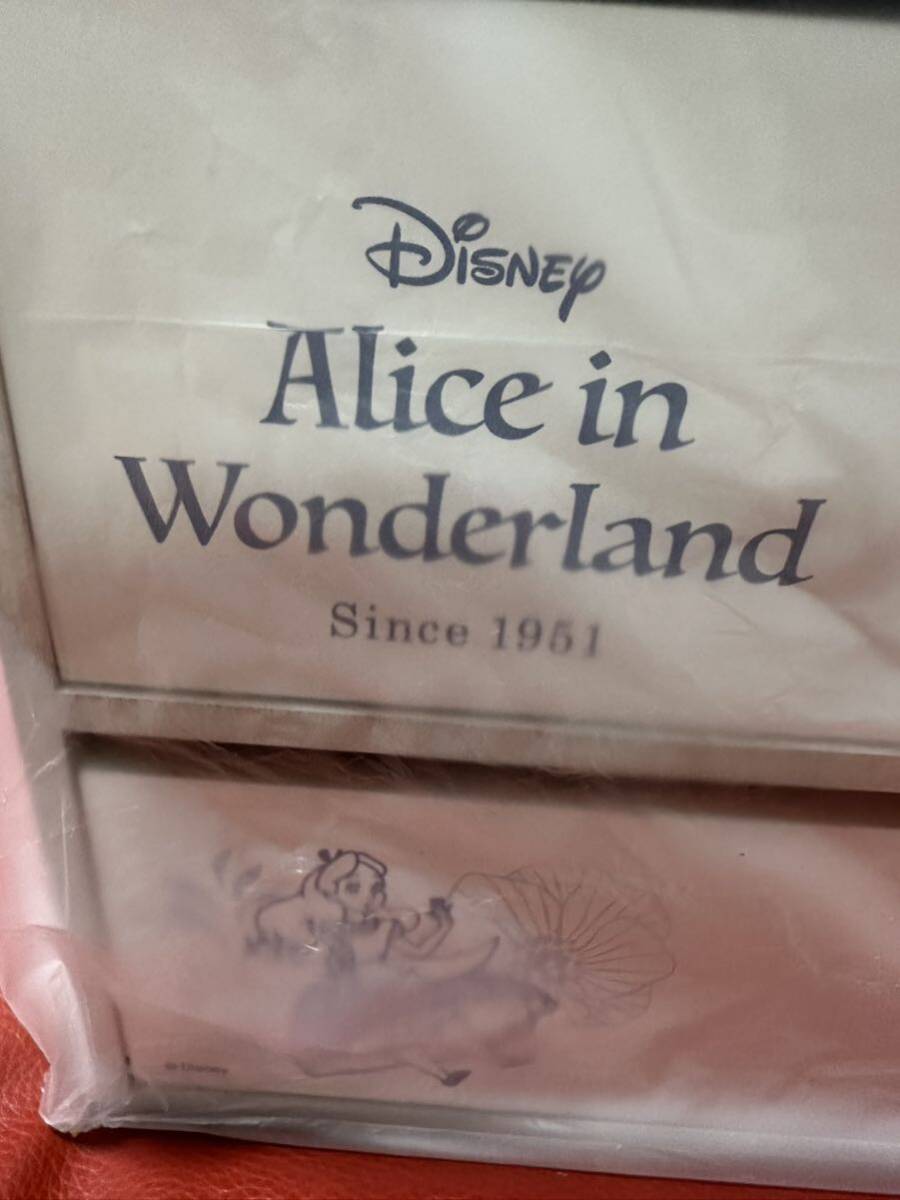 Disney
Alice in
Wonderland
Since 1951
© Disney